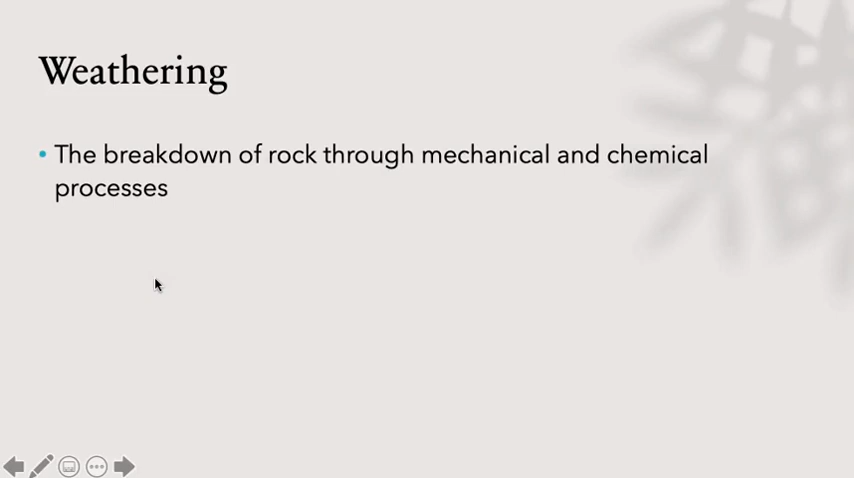 Weathering
• The breakdown of rock through mechanical and chemical
processes